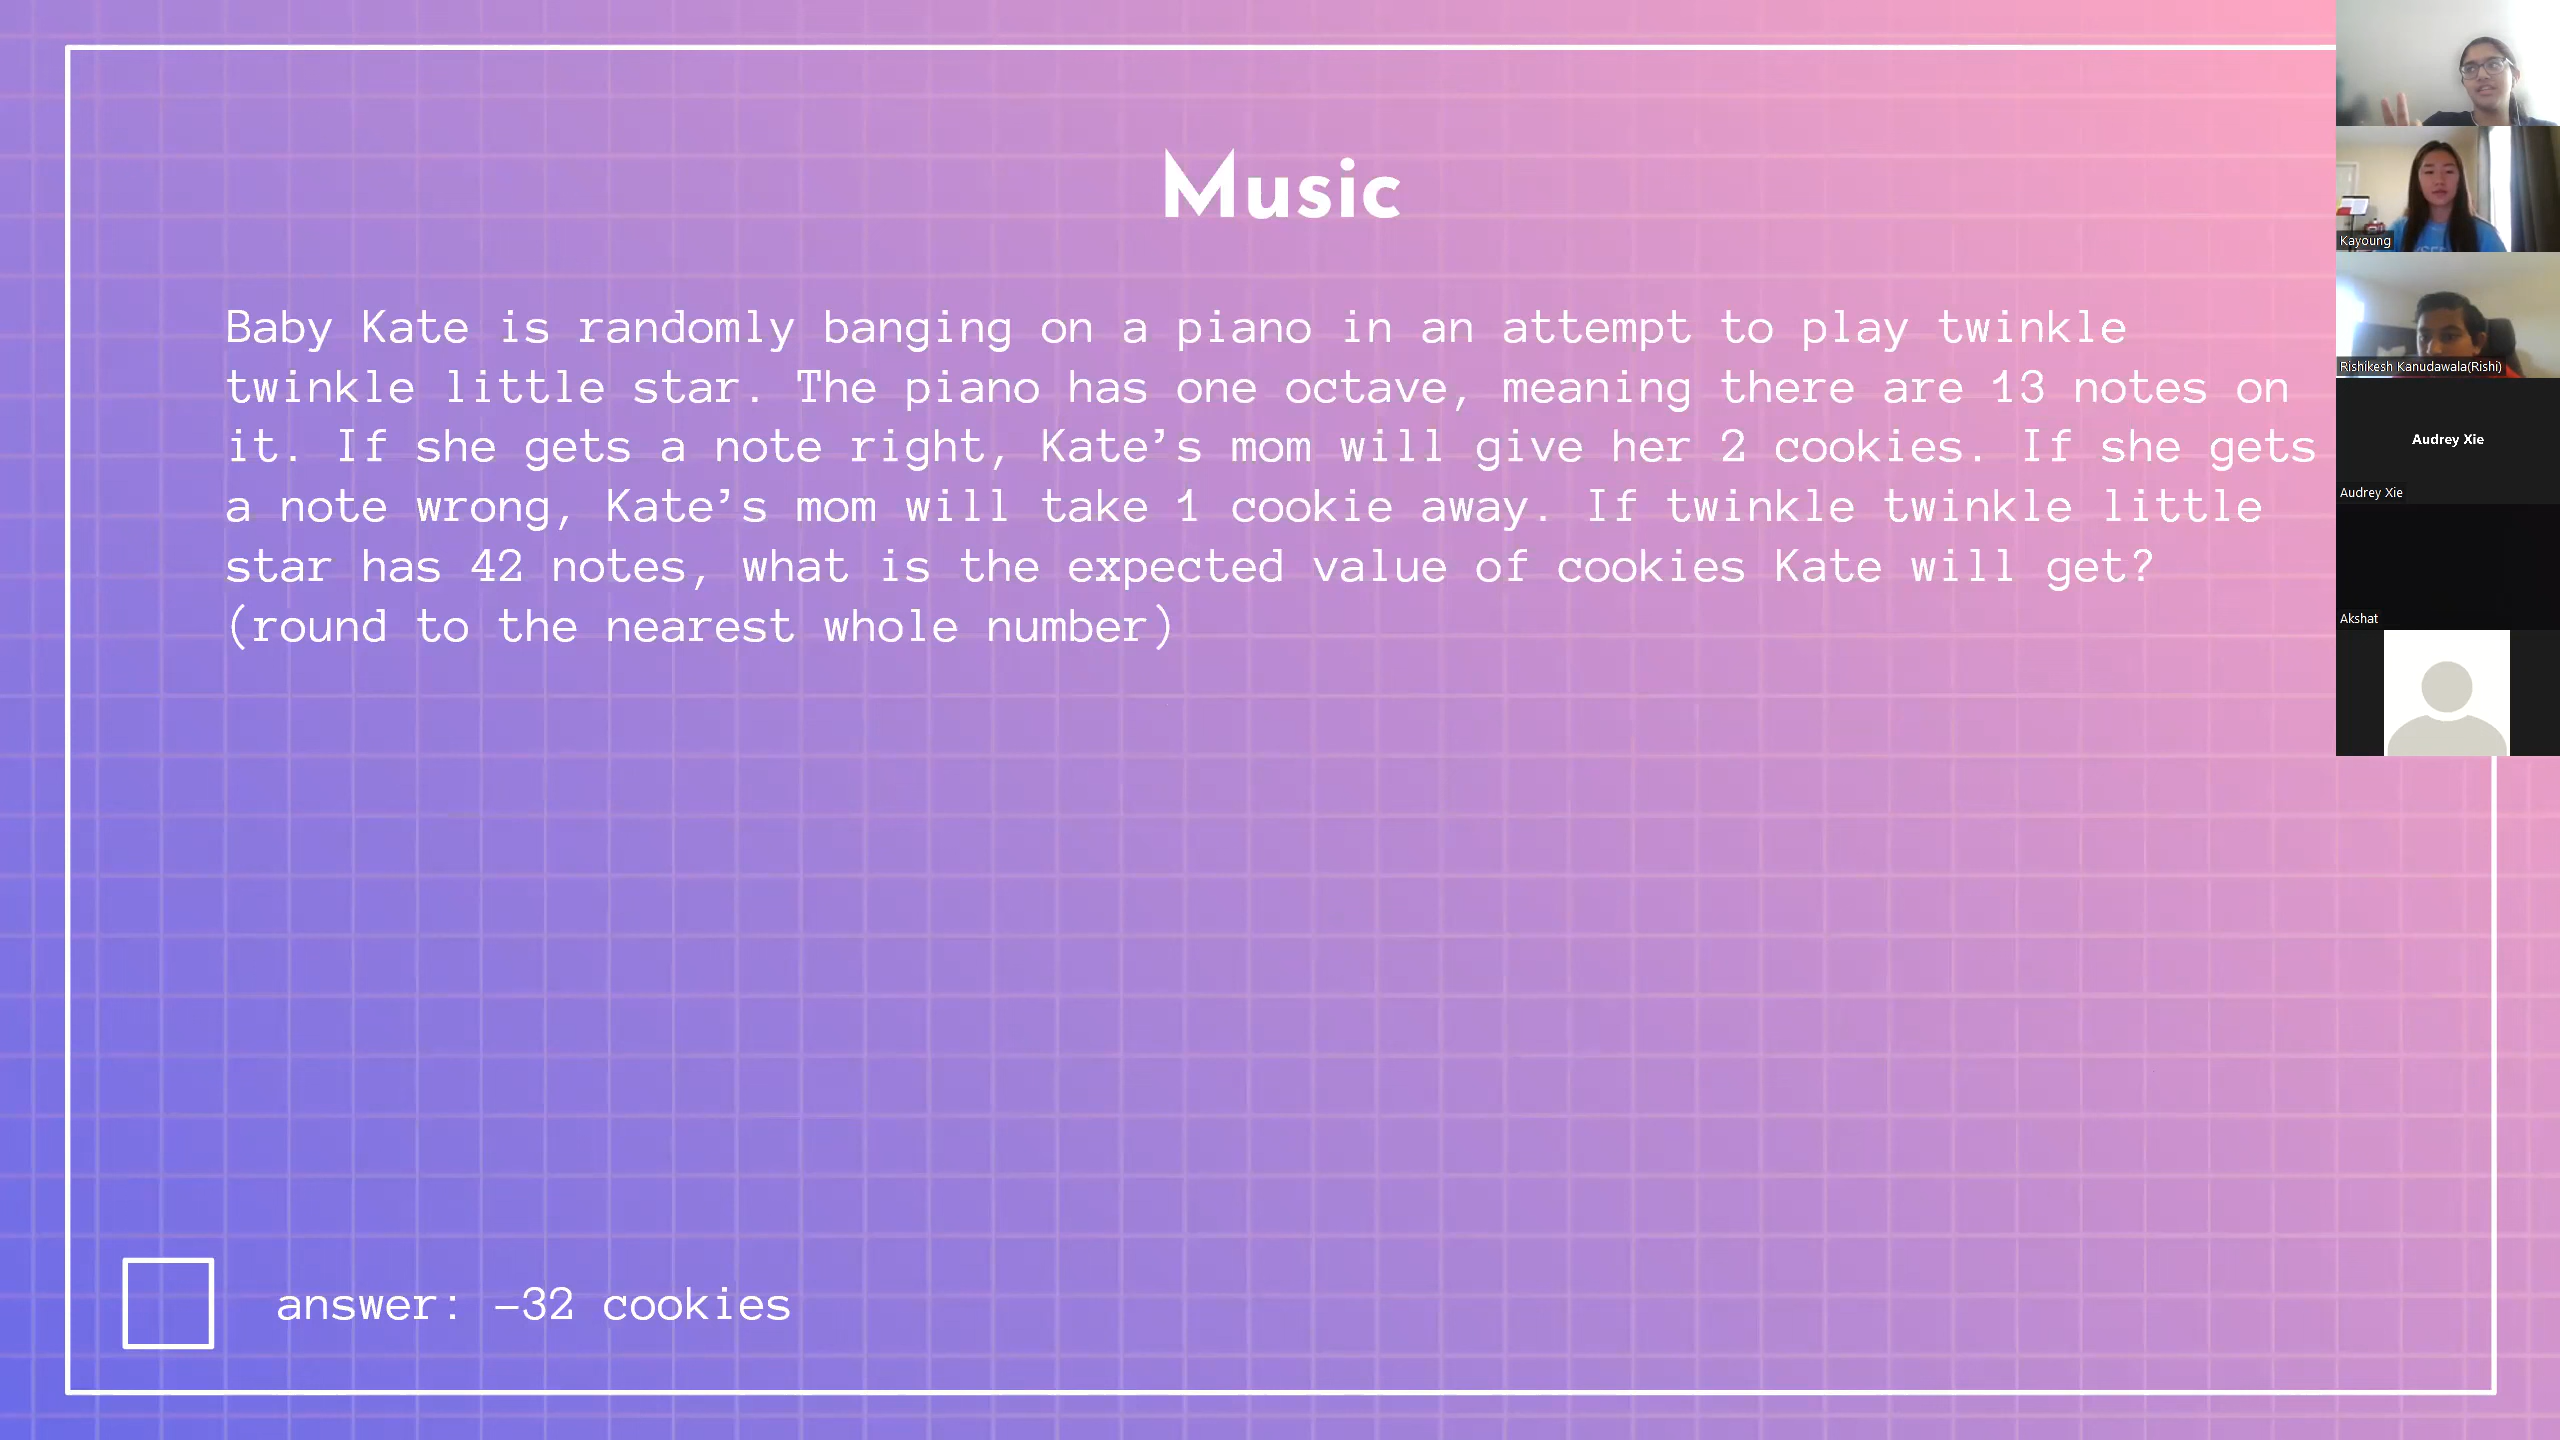 Music
Baby Kate is randomly banging on a piano in an attempt to play twinkle
twinkle little star. The piano has one octave, meaning there are 13 notes on
it. If she gets a note right, Kate’s mom will give her 2 cookies. If she gets
a note wrong, Kate’s mom will take 1 cookie away. If twinkle twinkle little
star has 42 notes, what is the expected value of cookies Kate will get?
(round to the nearest whole number)
answer: -32 cookies
Kayoung
Rishikesh Kanudawala(Rishi)
Audrey Xie
Audrey Xie
Akshat